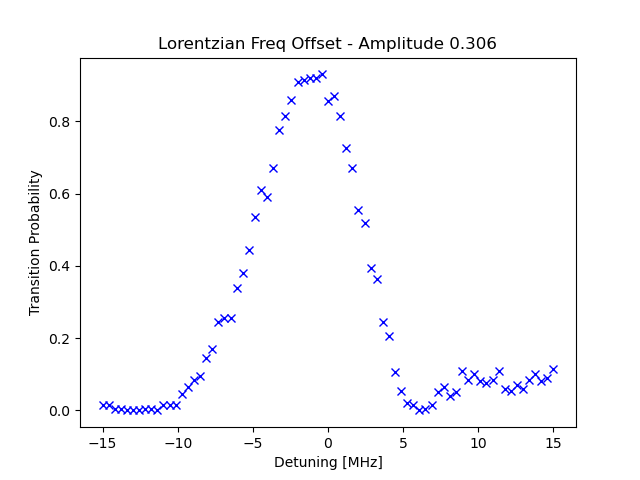 Lorentzian Freq Offset - Amplitude 0.306
Transition Probability
0.8
0.6
0.4
0.2
0.0
−15 −10 −5 0 5 10 15
Detuning [MHz]